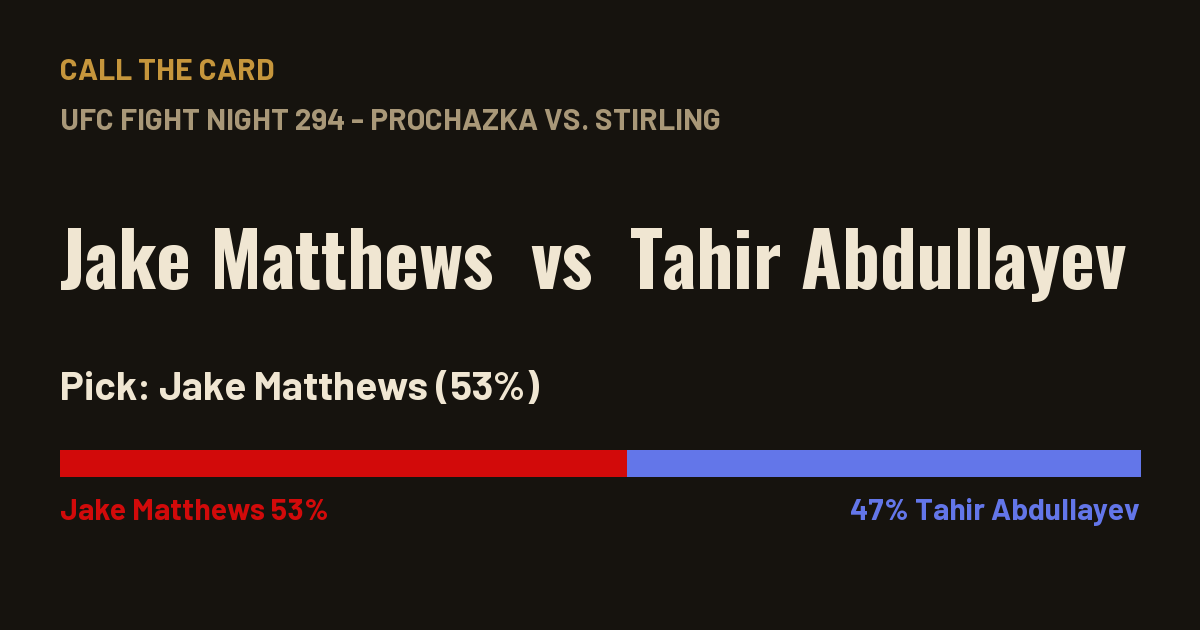 CALL THE CARD
UFC FIGHT NIGHT 294 - PROCHAZKA VS. STIRLING
Jake Matthews vs Tahir Abdullayev
Pick: Jake Matthews (53%)
Jake Matthews 53%
47% Tahir Abdullayev